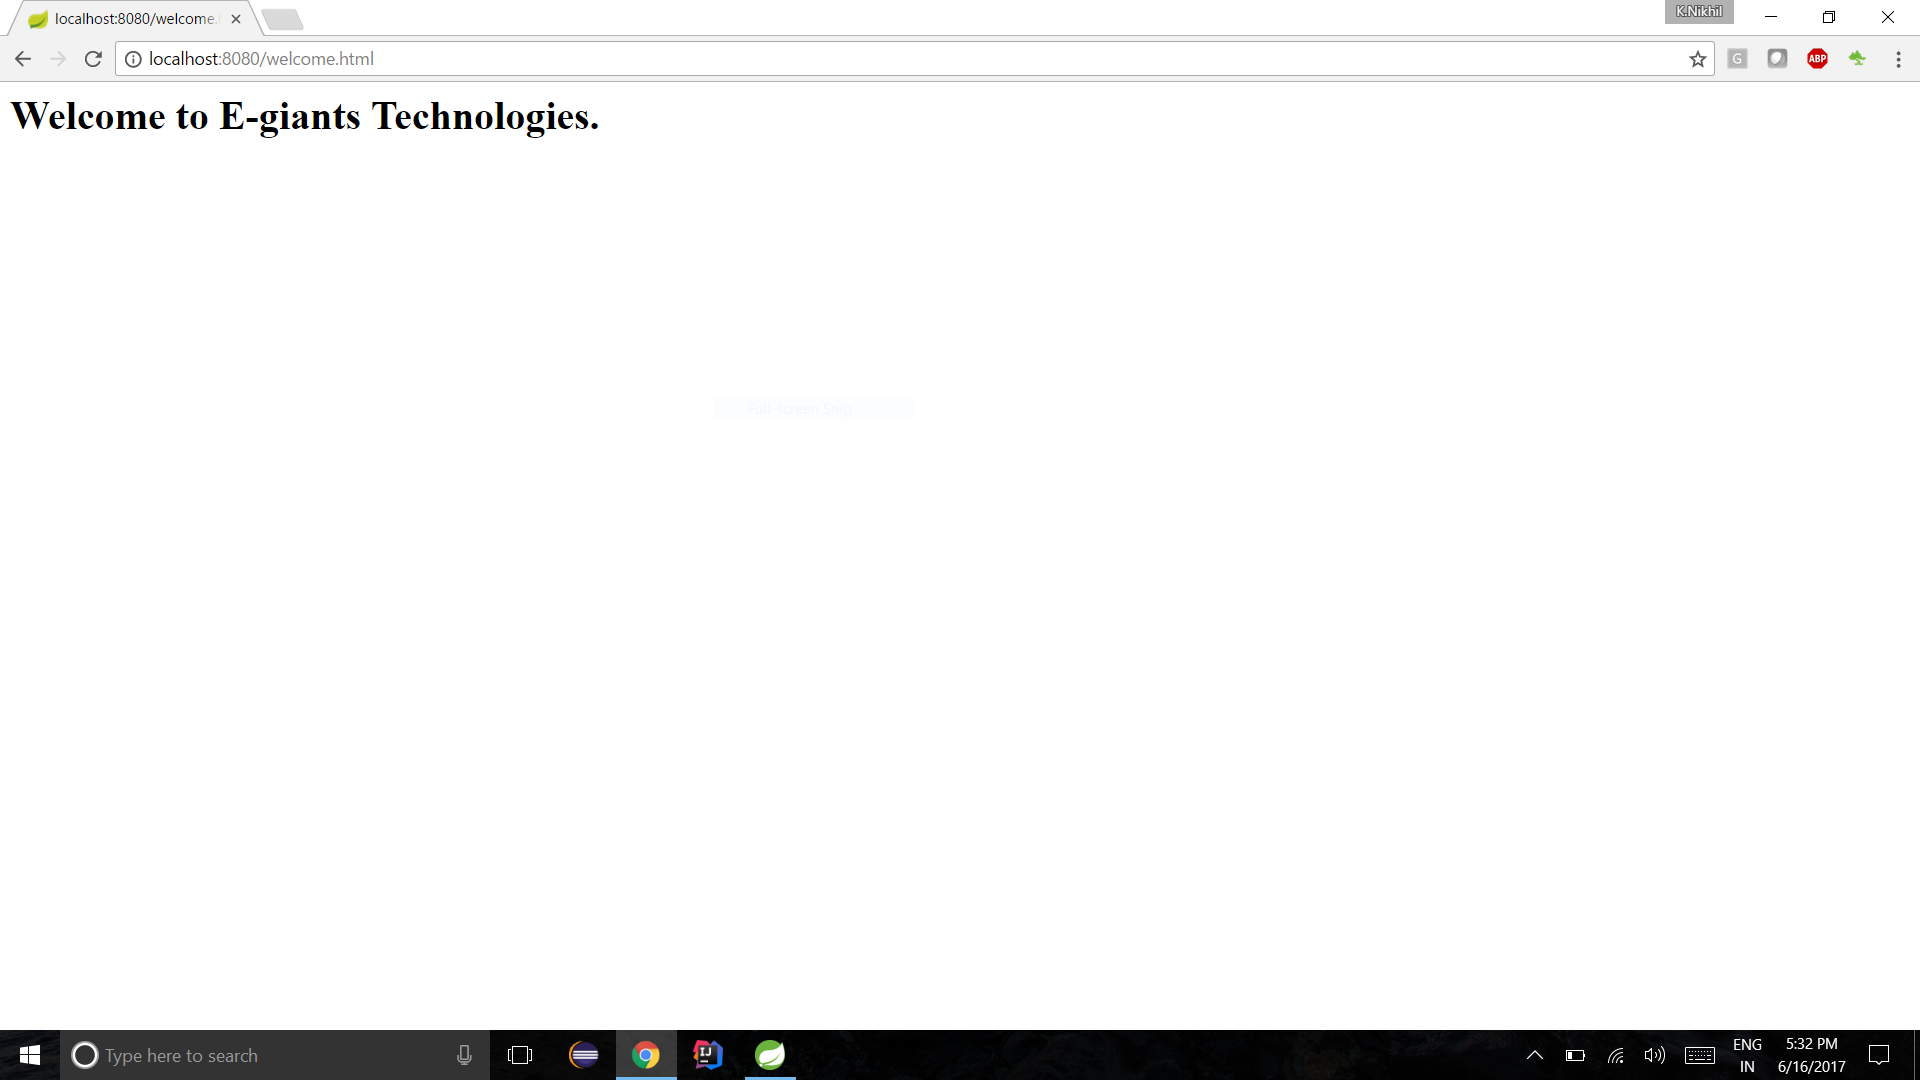 localhost:8080/welcome.
K.Nikhil
localhost:8080/welcome.html
G
ABP
Welcome to E-giants Technologies.
Full-screen Snip
Type here to search
IJ
ENG
IN
5:32 PM
6/16/2017